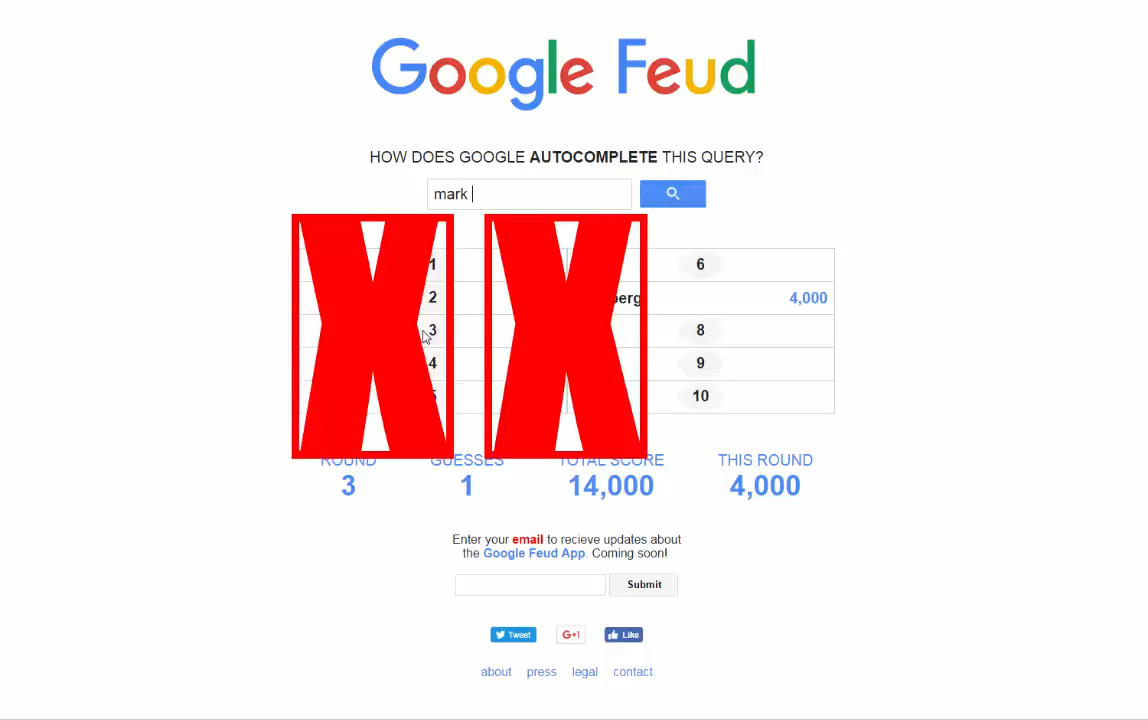 Google Feud
HOW DOES GOOGLE AUTOCOMPLETE THIS QUERY?
mark
X X
1 6
2 4,000
3 8
4 9
10
ROUND GUESSES TOTAL SCORE THIS ROUND
3 1 14,000 4,000
Enter your email to recieve updates about
the Google Feud App. Coming soon!
Submit
Tweet G+1 Like
about press legal contact